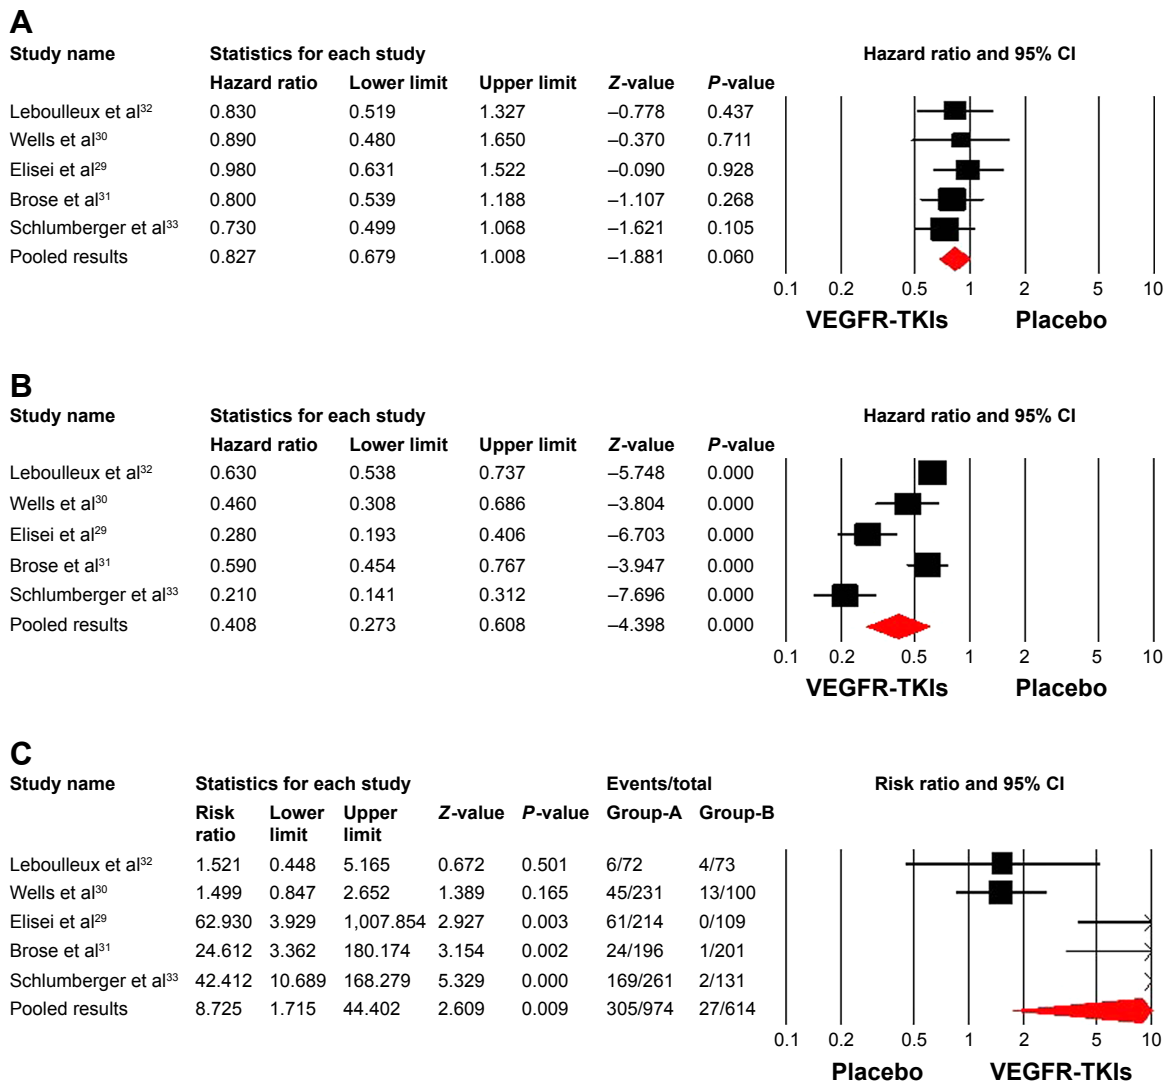 A
Study name Statistics for each study Hazard ratio and 95% CI
Hazard ratio Lower limit Upper limit Z-value P-value
Leboulleux et al32 0.830 0.519 1.327 –0.778 0.437
Wells et al30 0.890 0.480 1.650 –0.370 0.711
Elisei et al29 0.980 0.631 1.522 –0.090 0.928
Brose et al31 0.800 0.539 1.188 –1.107 0.268
Schlumberger et al33 0.730 0.499 1.068 –1.621 0.105
Pooled results 0.827 0.679 1.008 –1.881 0.060
0.1 0.2 0.5 1 2 5 10
VEGFR-TKIs Placebo
B
Study name Statistics for each study Hazard ratio and 95% CI
Hazard ratio Lower limit Upper limit Z-value P-value
Leboulleux et al32 0.630 0.538 0.737 –5.748 0.000
Wells et al30 0.460 0.308 0.686 –3.804 0.000
Elisei et al29 0.280 0.193 0.406 –6.703 0.000
Brose et al31 0.590 0.454 0.767 –3.947 0.000
Schlumberger et al33 0.210 0.141 0.312 –7.696 0.000
Pooled results 0.408 0.273 0.608 –4.398 0.000
0.1 0.2 0.5 1 2 5 10
VEGFR-TKIs Placebo
C
Study name Statistics for each study Events/total Risk ratio and 95% CI
Risk ratio Lower limit Upper limit Z-value P-value Group-A Group-B
Leboulleux et al32 1.521 0.448 5.165 0.672 0.501 6/72 4/73
Wells et al30 1.499 0.847 2.652 1.389 0.165 45/231 13/100
Elisei et al29 62.930 3.929 1,007.854 2.927 0.003 61/214 0/109
Brose et al31 24.612 3.362 180.174 3.154 0.002 24/196 1/201
Schlumberger et al33 42.412 10.689 168.279 5.329 0.000 169/261 2/131
Pooled results 8.725 1.715 44.402 2.609 0.009 305/974 27/614
0.1 0.2 0.5 1 2 5 10
Placebo VEGFR-TKIs